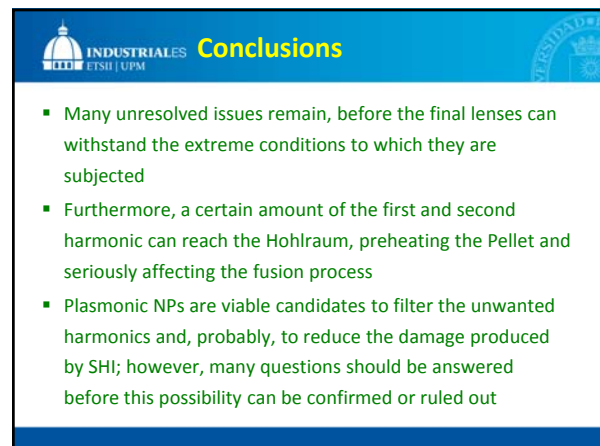 INDUSTRIALES
ETSII | UPM
Conclusions
▪ Many unresolved issues remain, before the final lenses can
withstand the extreme conditions to which they are
subjected
▪ Furthermore, a certain amount of the first and second
harmonic can reach the Hohlraum, preheating the Pellet and
seriously affecting the fusion process
▪ Plasmonic NPs are viable candidates to filter the unwanted
harmonics and, probably, to reduce the damage produced
by SHI; however, many questions should be answered
before this possibility can be confirmed or ruled out